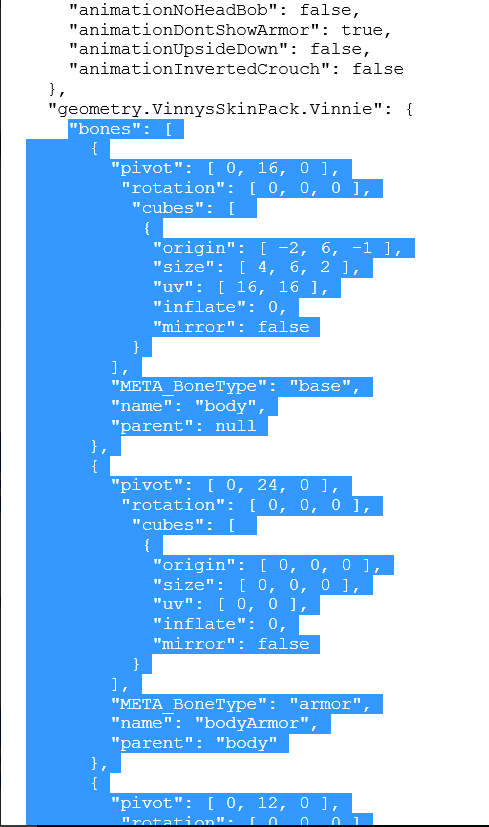 "animationNoHeadBob": false,
"animationDontShowArmor": true,
"animationUpsideDown": false,
"animationInvertedCrouch": false
},
"geometry.VinnysSkinPack.Vinnie": {
"bones": [
{
"pivot": [ 0, 16, 0 ],
"rotation": [ 0, 0, 0 ],
"cubes": [
{
"origin": [ -2, 6, -1 ],
"size": [ 4, 6, 2 ],
"uv": [ 16, 16 ],
"inflate": 0,
"mirror": false
}
],
"META_BoneType": "base",
"name": "body",
"parent": null
},
{
"pivot": [ 0, 24, 0 ],
"rotation": [ 0, 0, 0 ],
"cubes": [
{
"origin": [ 0, 0, 0 ],
"size": [ 0, 0, 0 ],
"uv": [ 0, 0 ],
"inflate": 0,
"mirror": false
}
],
"META_BoneType": "armor",
"name": "bodyArmor",
"parent": "body"
},
{
"pivot": [ 0, 12, 0 ],
"rotation": [ 0, 0, 0 ],